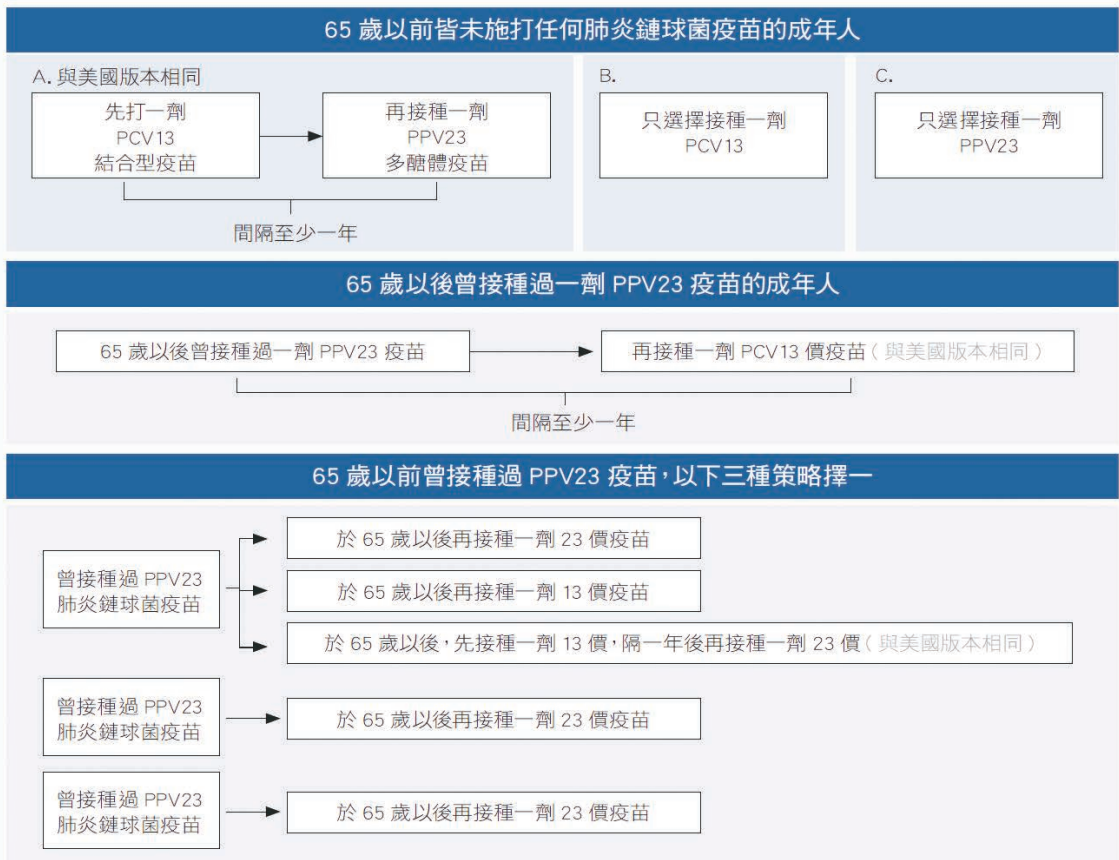 65 歲以前皆未施打任何肺炎鏈球菌疫苗的成年人
A. 與美國版本相同
先打一劑
PCV13
結合型疫苗
再接種一劑
PPV23
多醣體疫苗
間隔至少一年
B.
只選擇接種一劑
PCV13
C.
只選擇接種一劑
PPV23
65 歲以後曾接種過一劑 PPV23 疫苗的成年人
65 歲以後曾接種過一劑 PPV23 疫苗
再接種一劑 PCV13 價疫苗（與美國版本相同）
間隔至少一年
65 歲以前曾接種過 PPV23 疫苗，以下三種策略擇一
曾接種過 PPV23
肺炎鏈球菌疫苗
於 65 歲以後再接種一劑 23 價疫苗
於 65 歲以後再接種一劑 13 價疫苗
於 65 歲以後，先接種一劑 13 價，隔一年後再接種一劑 23 價（與美國版本相同）
曾接種過 PPV23
肺炎鏈球菌疫苗
於 65 歲以後再接種一劑 23 價疫苗
曾接種過 PPV23
肺炎鏈球菌疫苗
於 65 歲以後再接種一劑 23 價疫苗